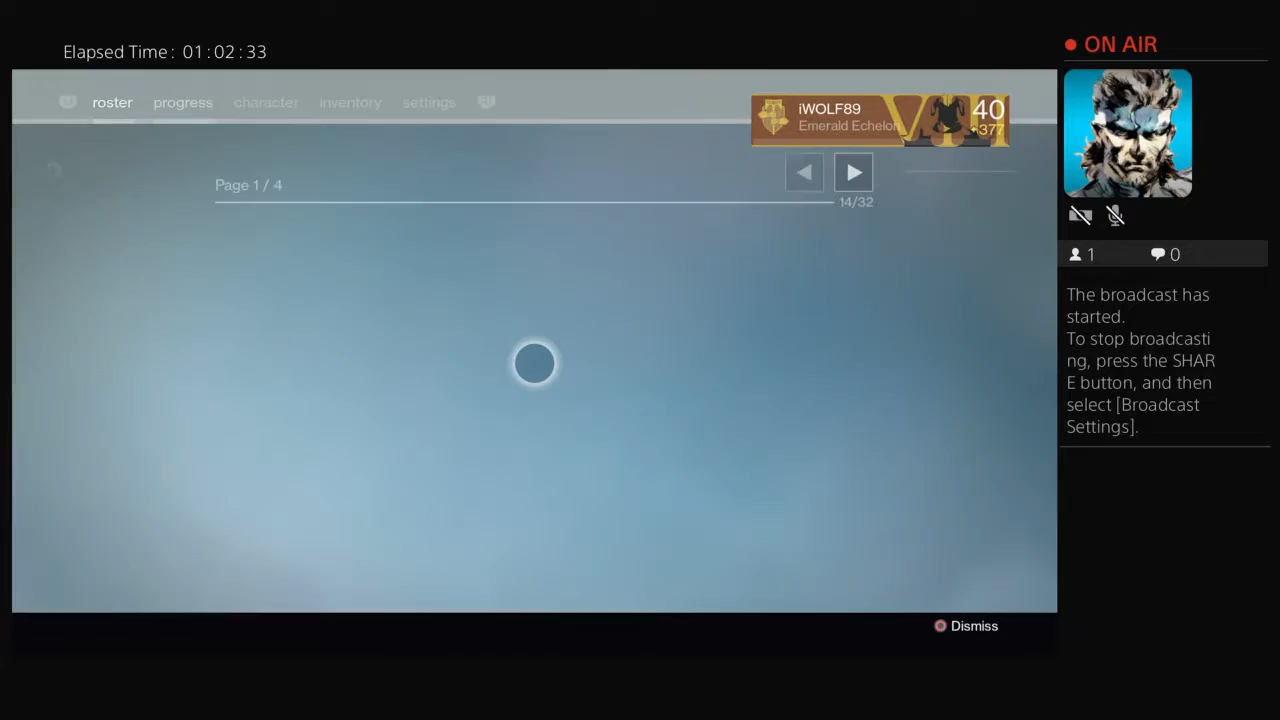 Elapsed Time: 01:02:33
ON AIR
roster progress character inventory settings
iWOLF89
Emerald Echelon
40
+377
Page 1 / 4
14/32
1
0
The broadcast has
started.
To stop broadcasti
ng, press the SHAR
E button, and then
select [Broadcast
Settings].
Dismiss